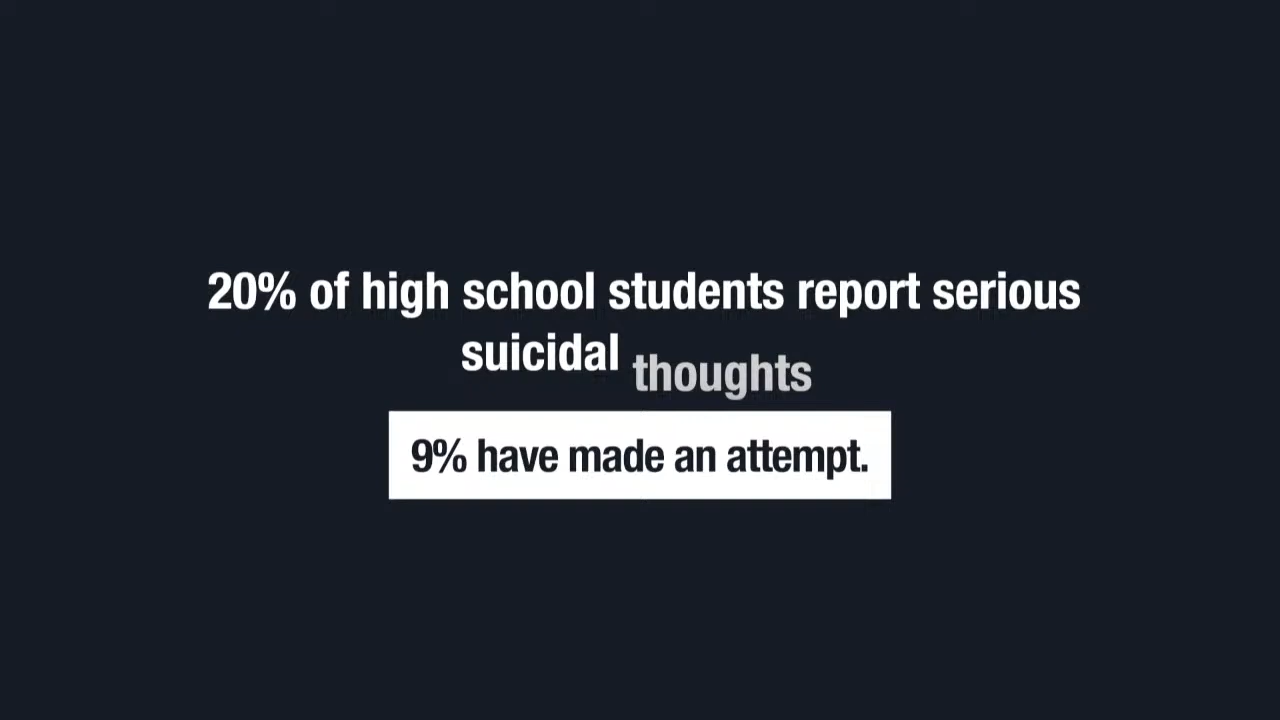 20% of high school students report serious
suicidal thoughts
9% have made an attempt.